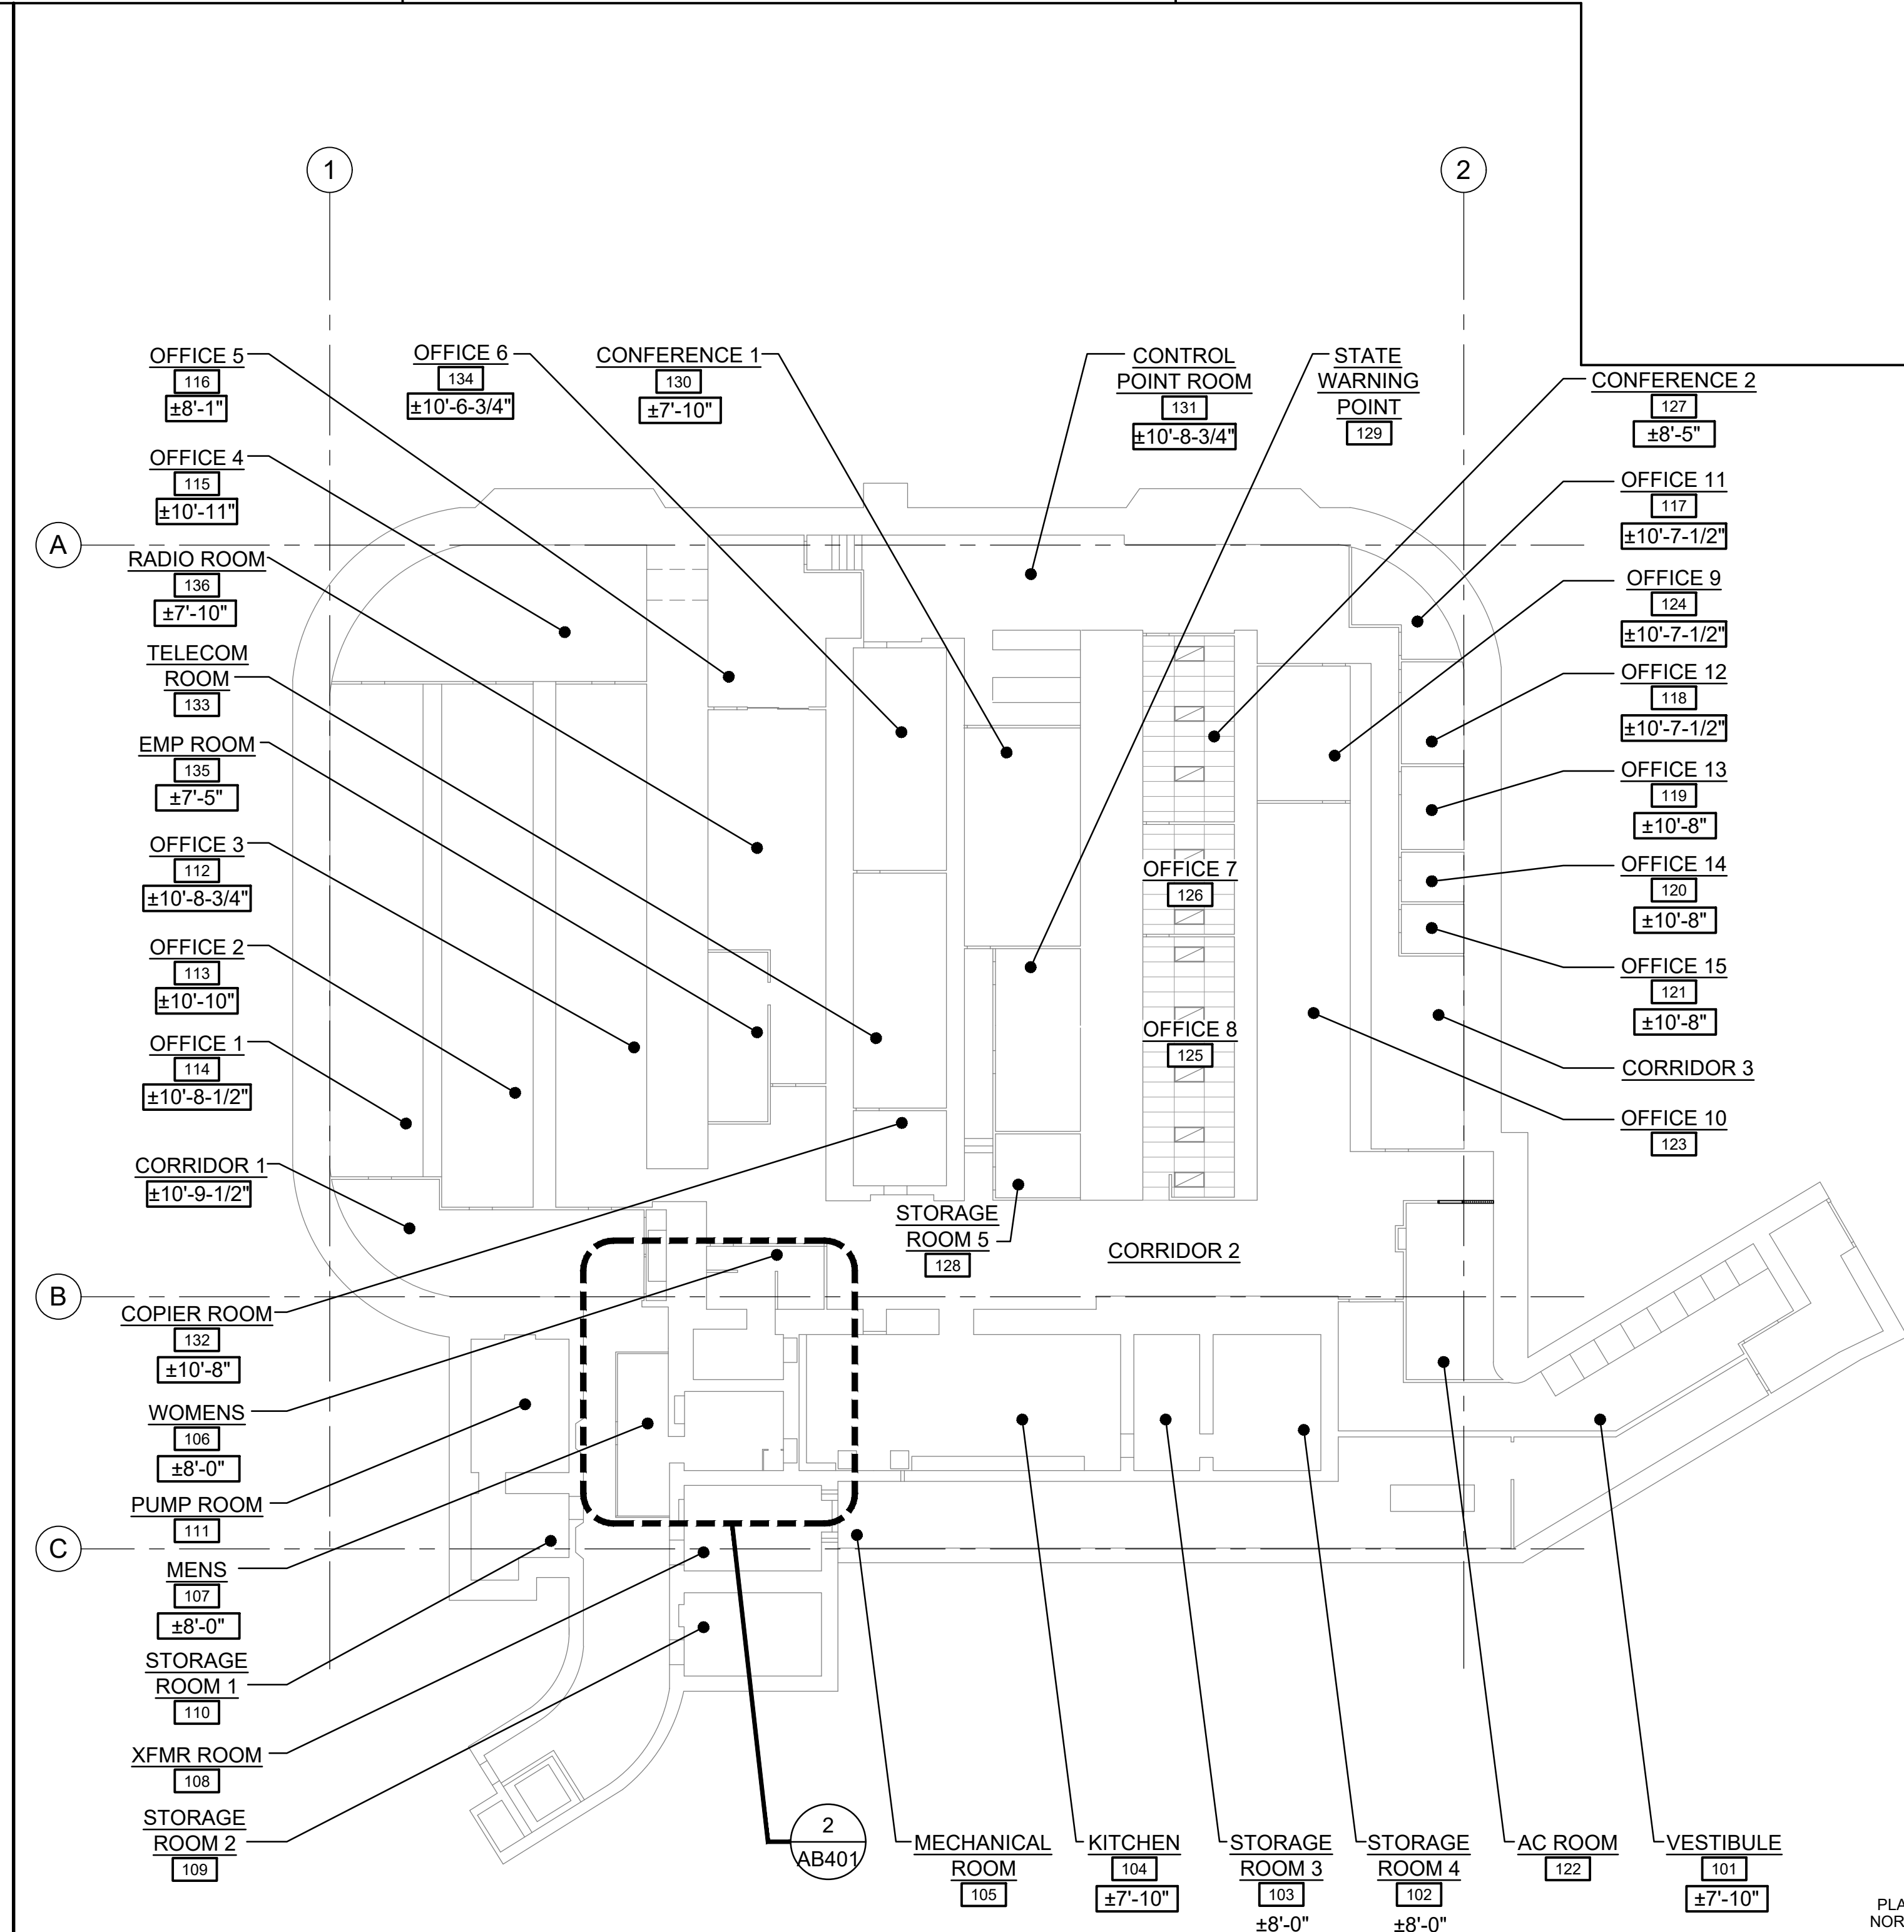 1
2
OFFICE 5
116
±8'-1"
OFFICE 6
134
±10'-6-3/4"
CONFERENCE 1
130
±7'-10"
CONTROL
POINT ROOM
131
±10'-8-3/4"
STATE
WARNING
POINT
129
CONFERENCE 2
127
±8'-5"
OFFICE 4
115
±10'-11"
OFFICE 11
117
±10'-7-1/2"
A
RADIO ROOM
136
±7'-10"
OFFICE 9
124
±10'-7-1/2"
TELECOM
ROOM
133
OFFICE 12
118
±10'-7-1/2"
EMP ROOM
135
±7'-5"
OFFICE 13
119
±10'-8"
OFFICE 3
112
±10'-8-3/4"
OFFICE 7
126
OFFICE 14
120
±10'-8"
OFFICE 2
113
±10'-10"
OFFICE 15
121
±10'-8"
OFFICE 1
114
±10'-8-1/2"
OFFICE 8
125
CORRIDOR 3
OFFICE 10
123
CORRIDOR 1
±10'-9-1/2"
STORAGE
ROOM 5
128
CORRIDOR 2
B
COPIER ROOM
132
±10'-8"
WOMENS
106
±8'-0"
PUMP ROOM
111
C
MENS
107
±8'-0"
STORAGE
ROOM 1
110
XFMR ROOM
108
STORAGE
ROOM 2
109
2
AB401
MECHANICAL
ROOM
105
KITCHEN
104
±7'-10"
STORAGE
ROOM 3
103
±8'-0"
STORAGE
ROOM 4
102
±8'-0"
AC ROOM
122
VESTIBULE
101
±7'-10"